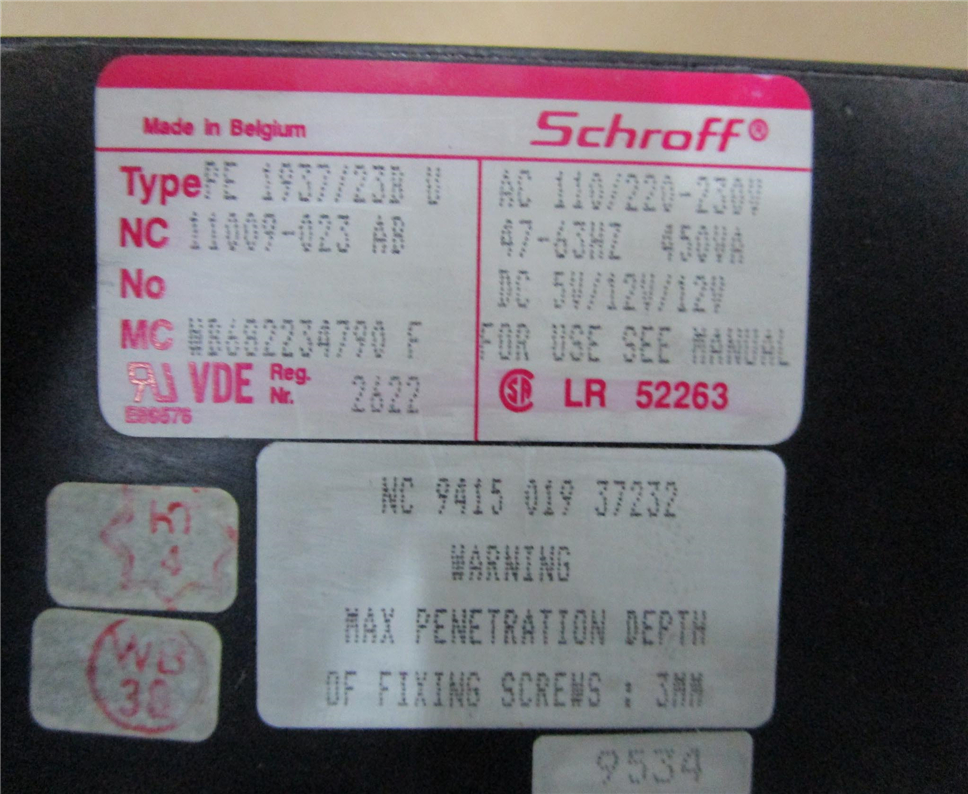 Made in Belgium
Schroff®
Type PE 1937/23B U
NC 11009-023 AB
No
MC WB6B2234790 F
VDE Reg. Nr. 2622
E86576
AC 110/220-230V
47-63HZ 450VA
DC 5V/12V/12V
FOR USE SEE MANUAL
LR 52263
NC 9415 019 37232
WARNING
MAX PENETRATION DEPTH
OF FIXING SCREWS : 3MM
4
WB
9534